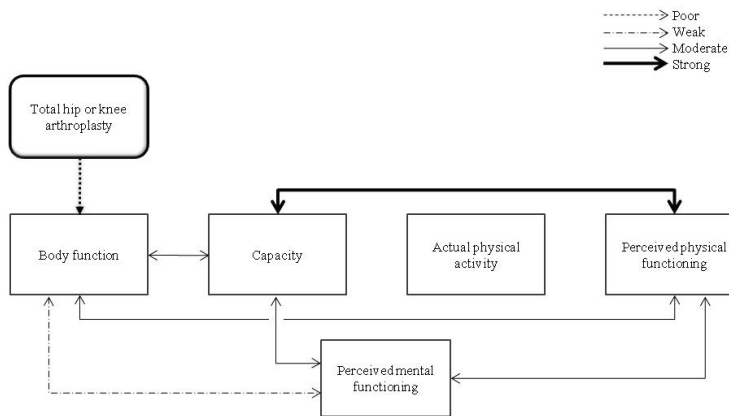 Poor
Weak
Moderate
Strong
Total hip or knee
arthroplasty
Body function
Capacity
Actual physical
activity
Perceived physical
functioning
Perceived mental
functioning